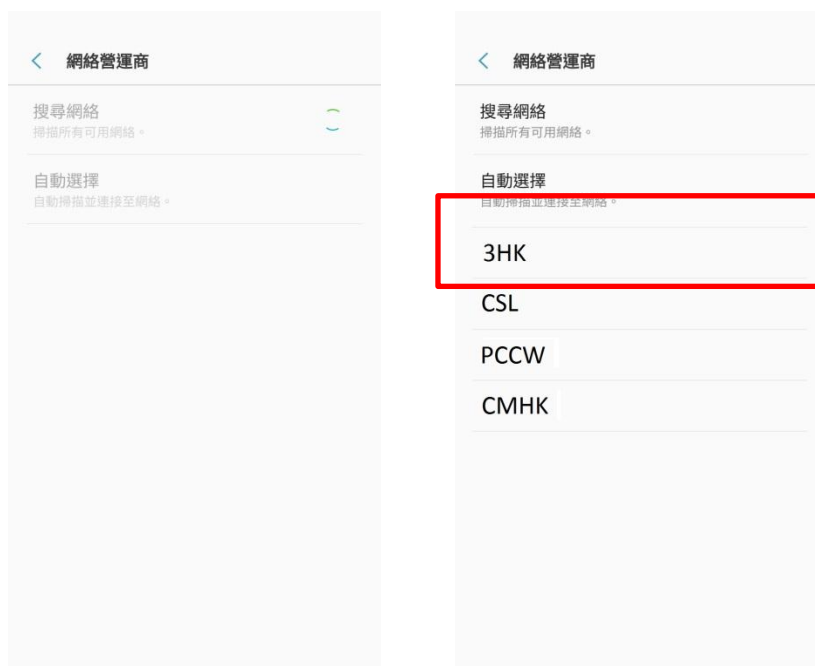 網絡營運商
搜尋網絡
掃描所有可用網絡。
自動選擇
自動掃描並連接至網絡。
網絡營運商
搜尋網絡
掃描所有可用網絡。
自動選擇
自動掃描並連接至網絡。
3HK
CSL
PCCW
CMHK